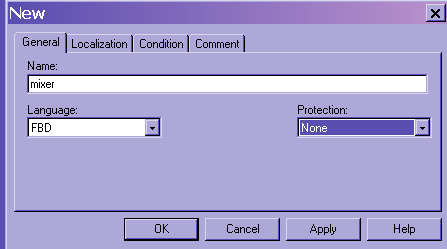 New
General Localization Condition Comment
Name:
mixer
Language: Protection:
FBD None
OK Cancel Apply Help